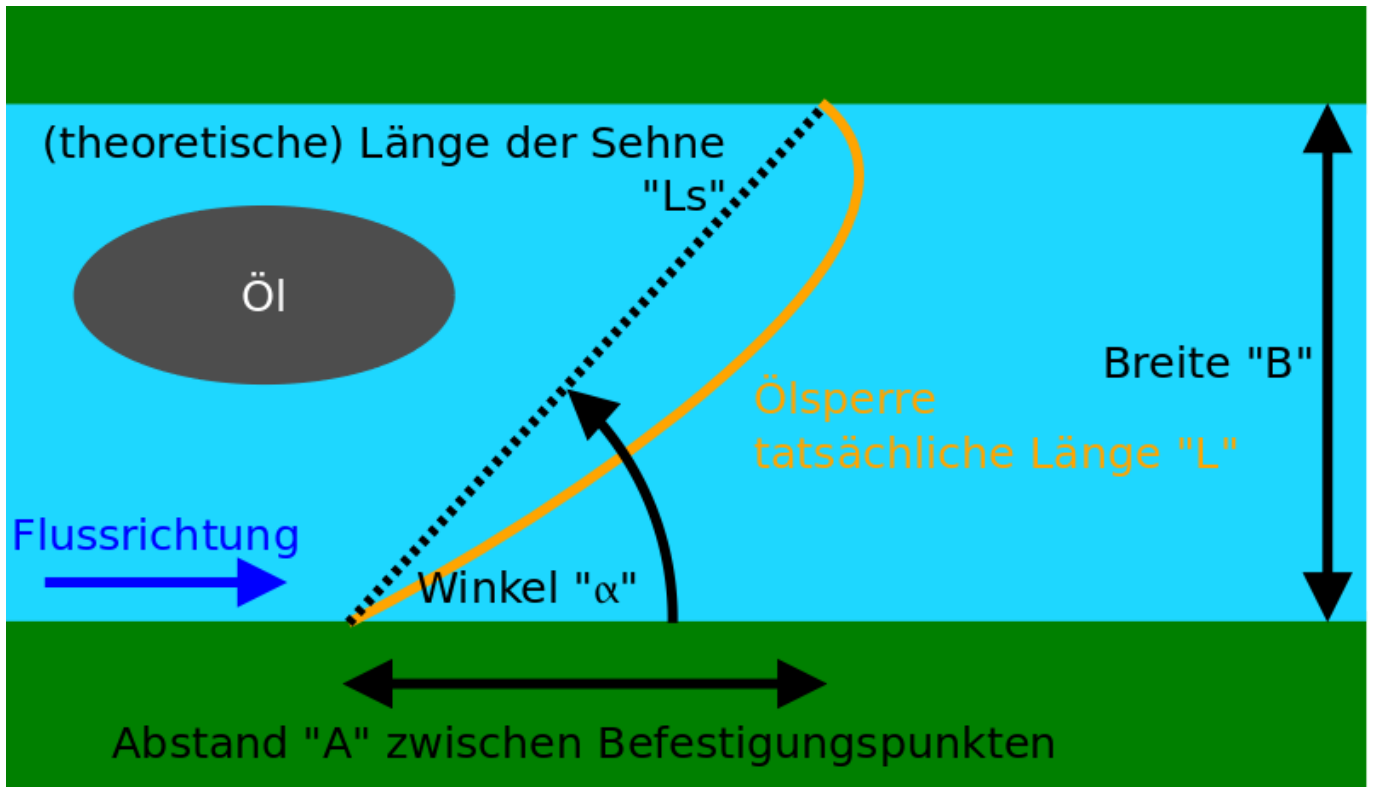 (theoretische) Länge der Sehne
"Ls"
Öl
Breite "B"
Ölsperre
tatsächliche Länge "L"
Flussrichtung
Winkel "α"
Abstand "A" zwischen Befestigungspunkten